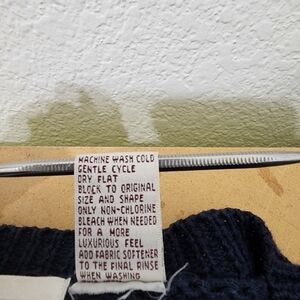 MACHINE WASH COLD
GENTLE CYCLE
DRY FLAT
BLOCK TO ORIGINAL
SIZE AND SHAPE
ONLY NON-CHLORINE
BLEACH WHEN NEEDED
FOR A MORE
LUXURIOUS FEEL
ADD FABRIC SOFTENER
TO THE FINAL RINSE
WHEN WASHING